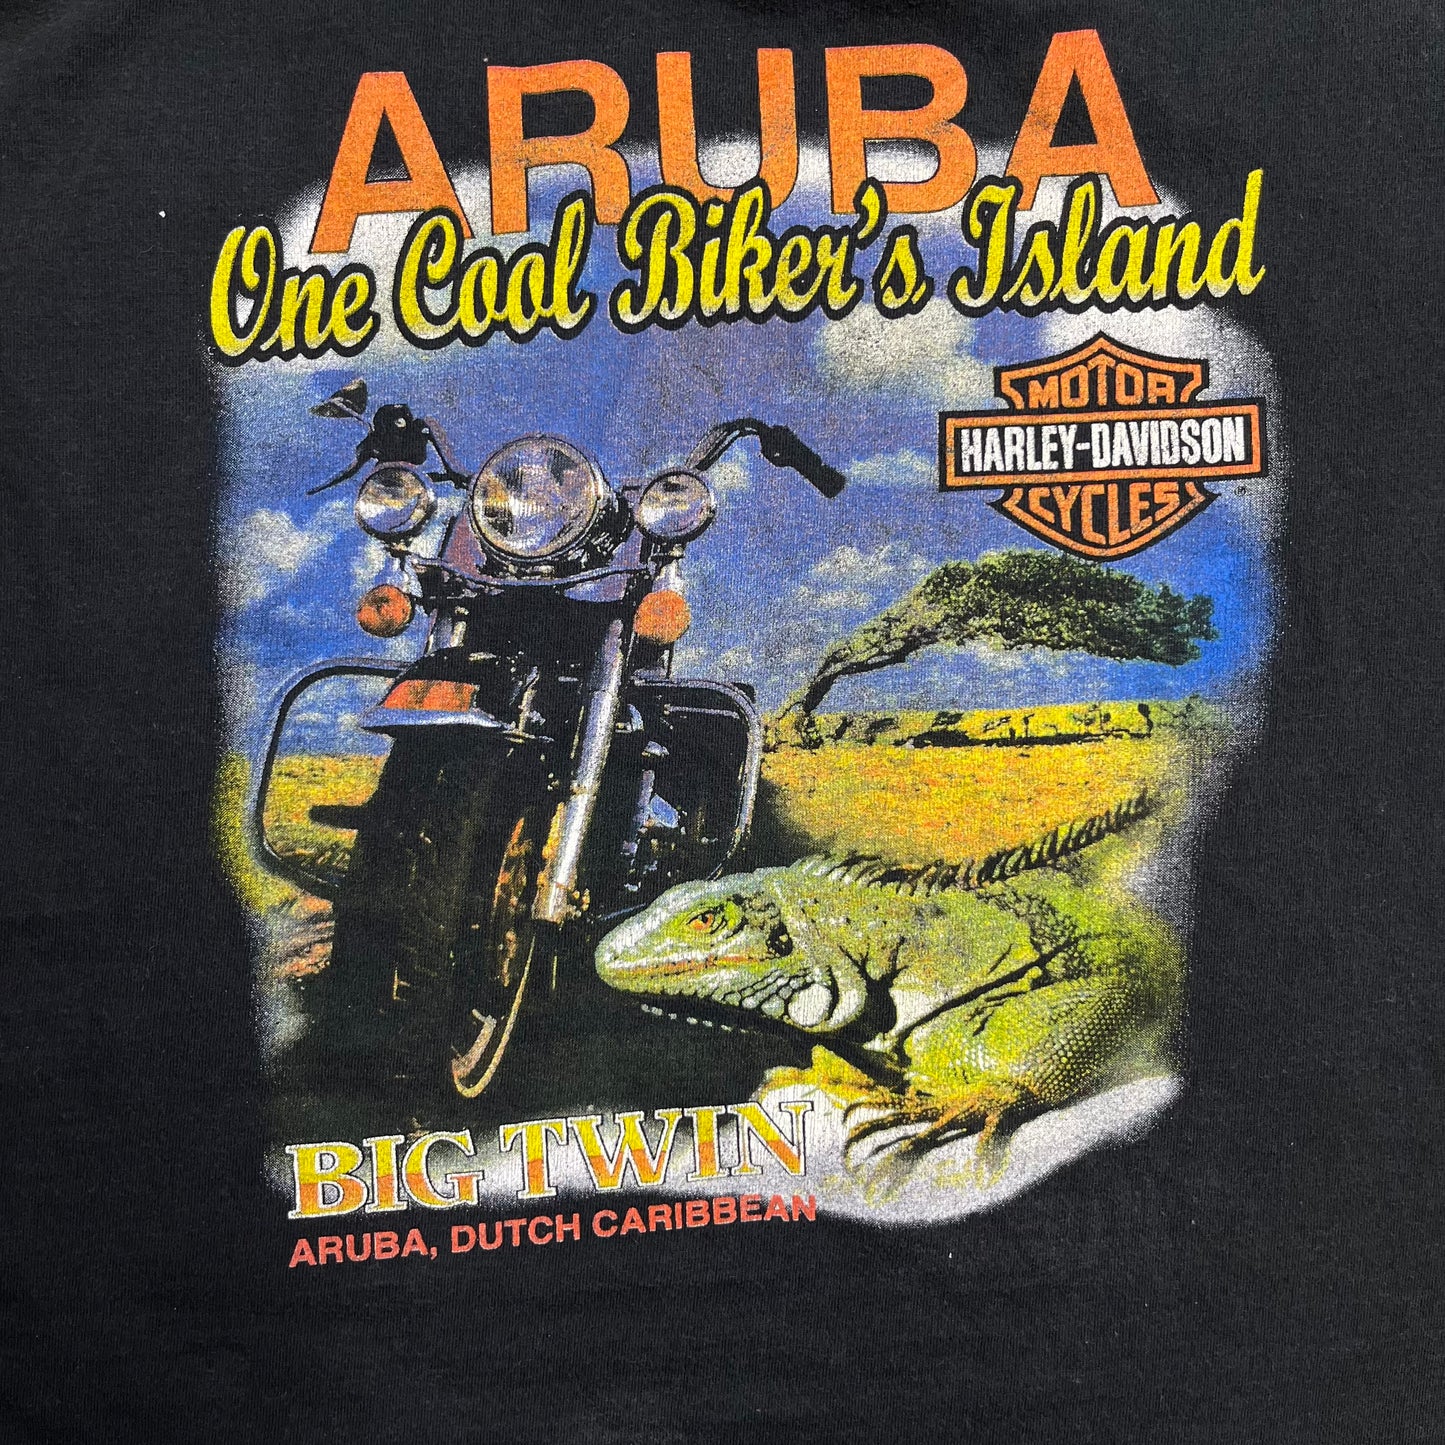 ARUBA
One Cool Biker's Island
MOTOR
HARLEY-DAVIDSON
CYCLES
BIG TWIN
ARUBA, DUTCH CARIBBEAN